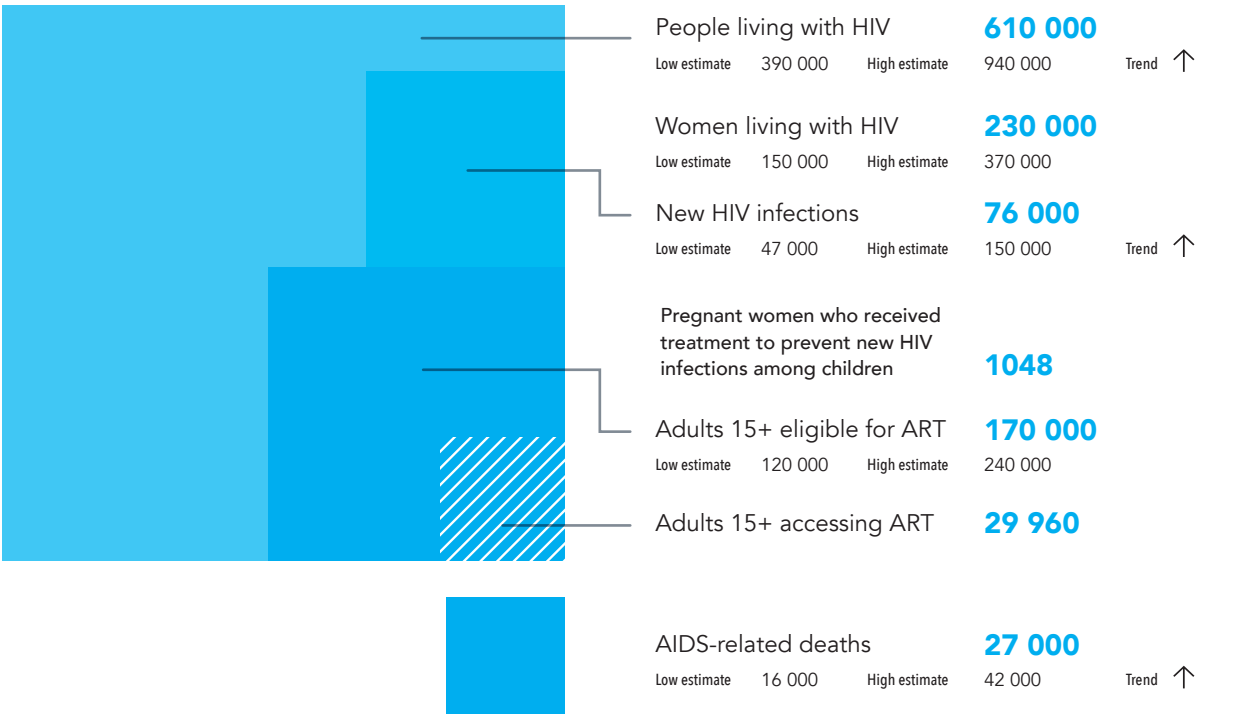 People living with HIV 610 000
Low estimate 390 000 High estimate 940 000 Trend ↑
Women living with HIV 230 000
Low estimate 150 000 High estimate 370 000
New HIV infections 76 000
Low estimate 47 000 High estimate 150 000 Trend ↑
Pregnant women who received
treatment to prevent new HIV
infections among children 1048
Adults 15+ eligible for ART 170 000
Low estimate 120 000 High estimate 240 000
Adults 15+ accessing ART 29 960
AIDS-related deaths 27 000
Low estimate 16 000 High estimate 42 000 Trend ↑